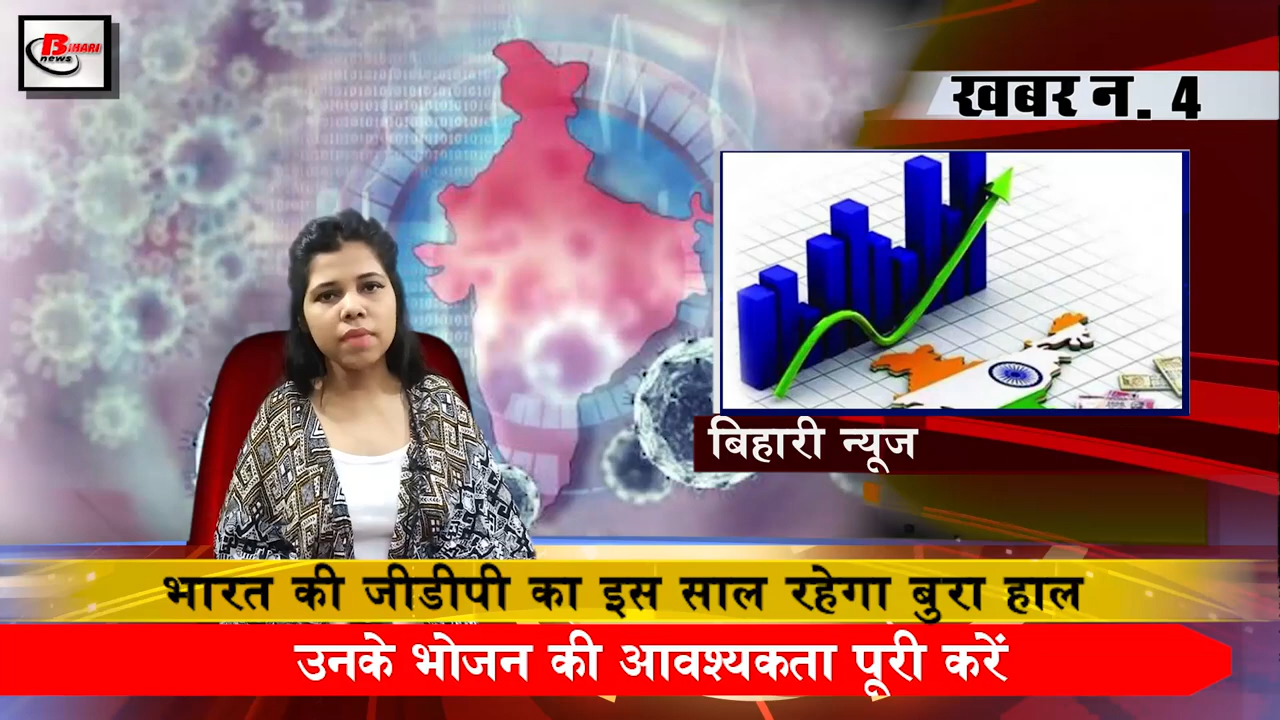 BIHARI
news
खबर न. 4
बिहारी न्यूज
भारत की जीडीपी का इस साल रहेगा बुरा हाल
उनके भोजन की आवश्यकता पूरी करें